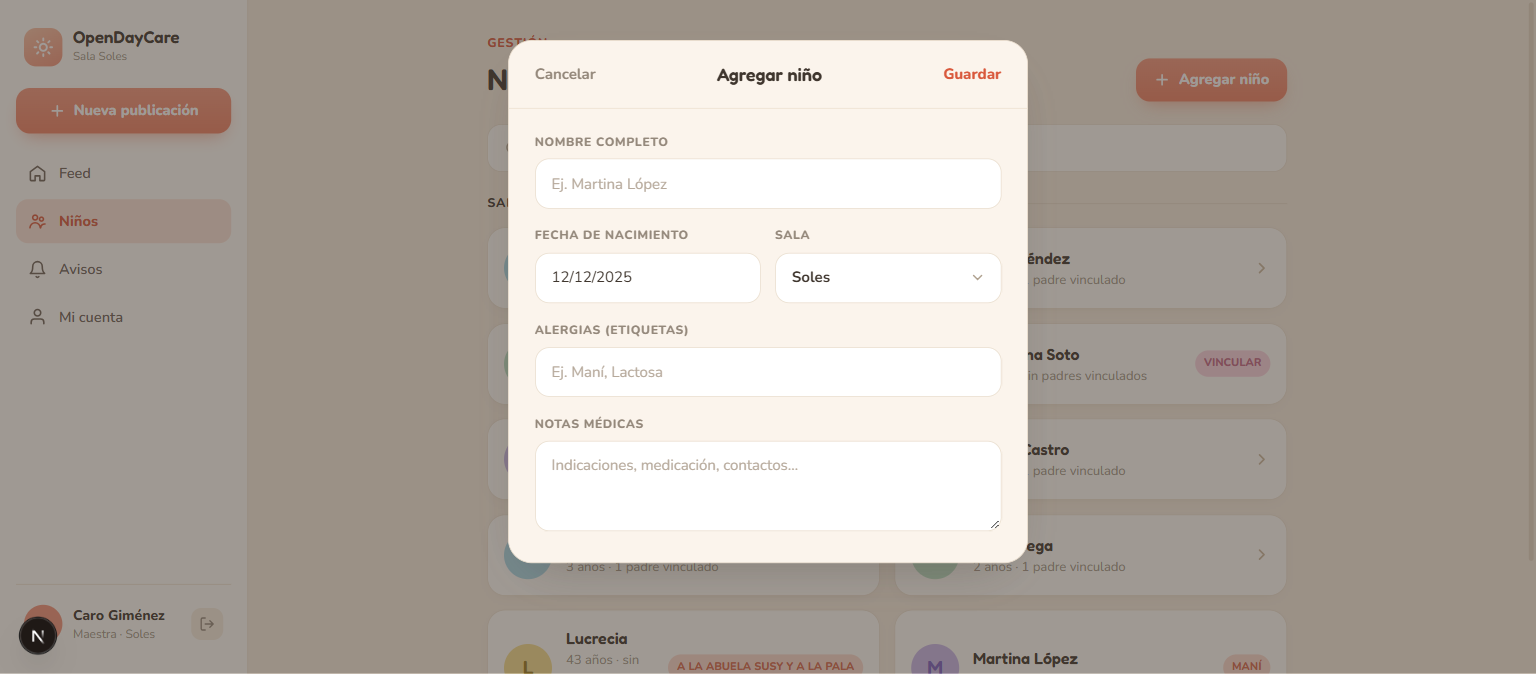 OpenDayCare
Sala Soles
Nueva publicación
Feed
Niños
Avisos
Mi cuenta
Caro Giménez
Maestra · Soles
N
GESTIÓN
N
Agregar niño
Cancelar
Agregar niño
Guardar
NOMBRE COMPLETO
Ej. Martina López
FECHA DE NACIMIENTO
SALA
12/12/2025
Soles
ALERGIAS (ETIQUETAS)
Ej. Maní, Lactosa
NOTAS MÉDICAS
Indicaciones, medicación, contactos...
SA
éndez
padre vinculado
na Soto
in padres vinculados
VINCULAR
Castro
padre vinculado
3 años · 1 padre vinculado
ega
2 años · 1 padre vinculado
L
Lucrecia
43 años · sin
A LA ABUELA SUSY Y A LA PALA
M
Martina López
MANÍ